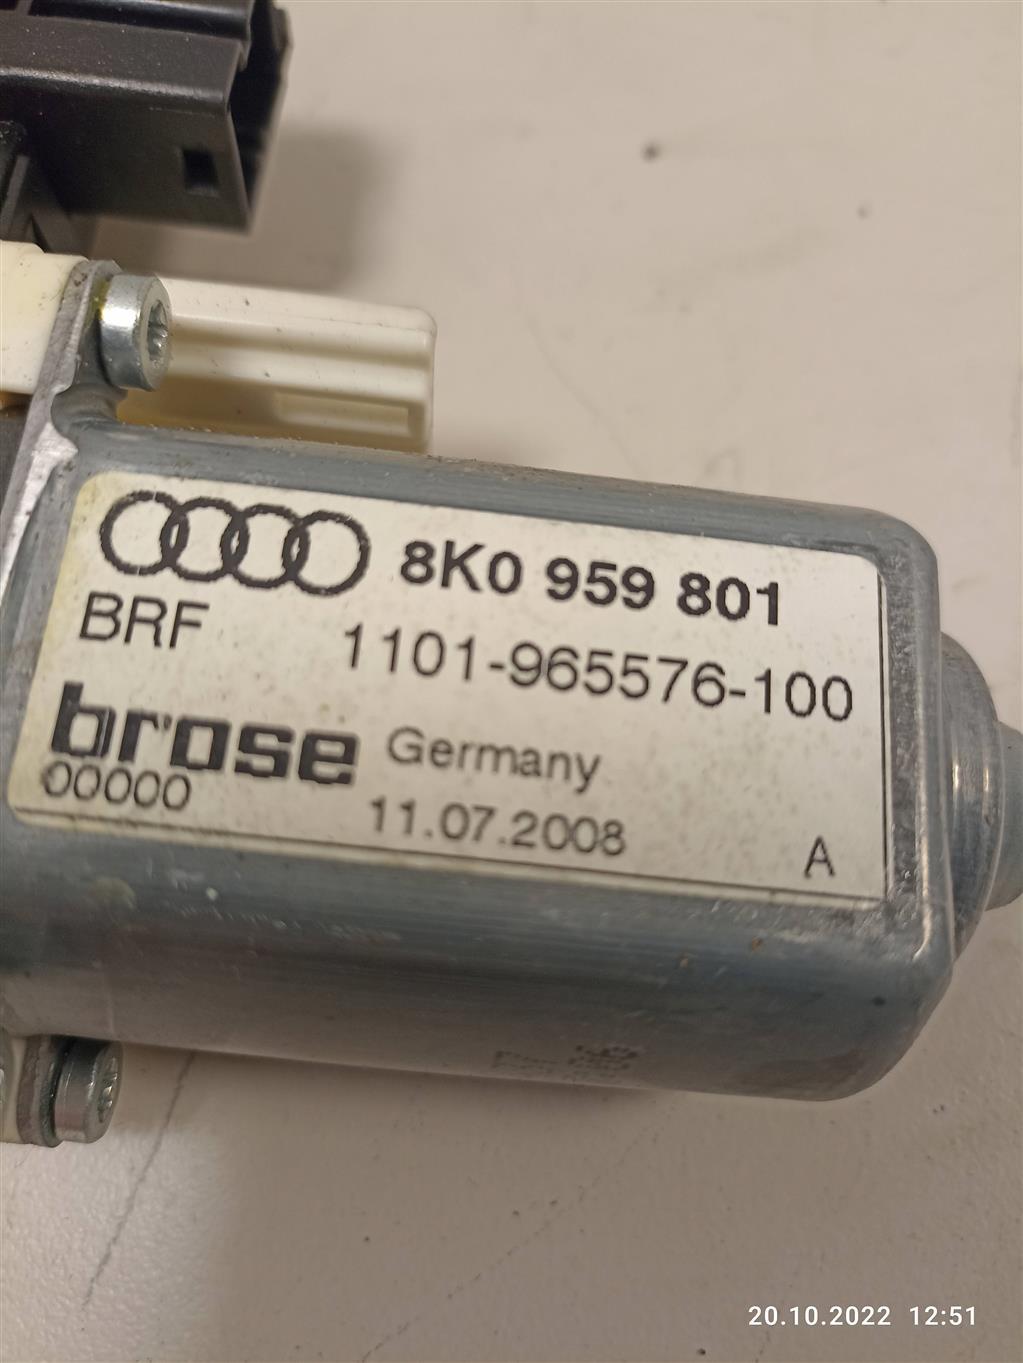 8K0 959 801
BRF 1101-965576-100
brose Germany
00000 11.07.2008 A
20.10.2022 12:51